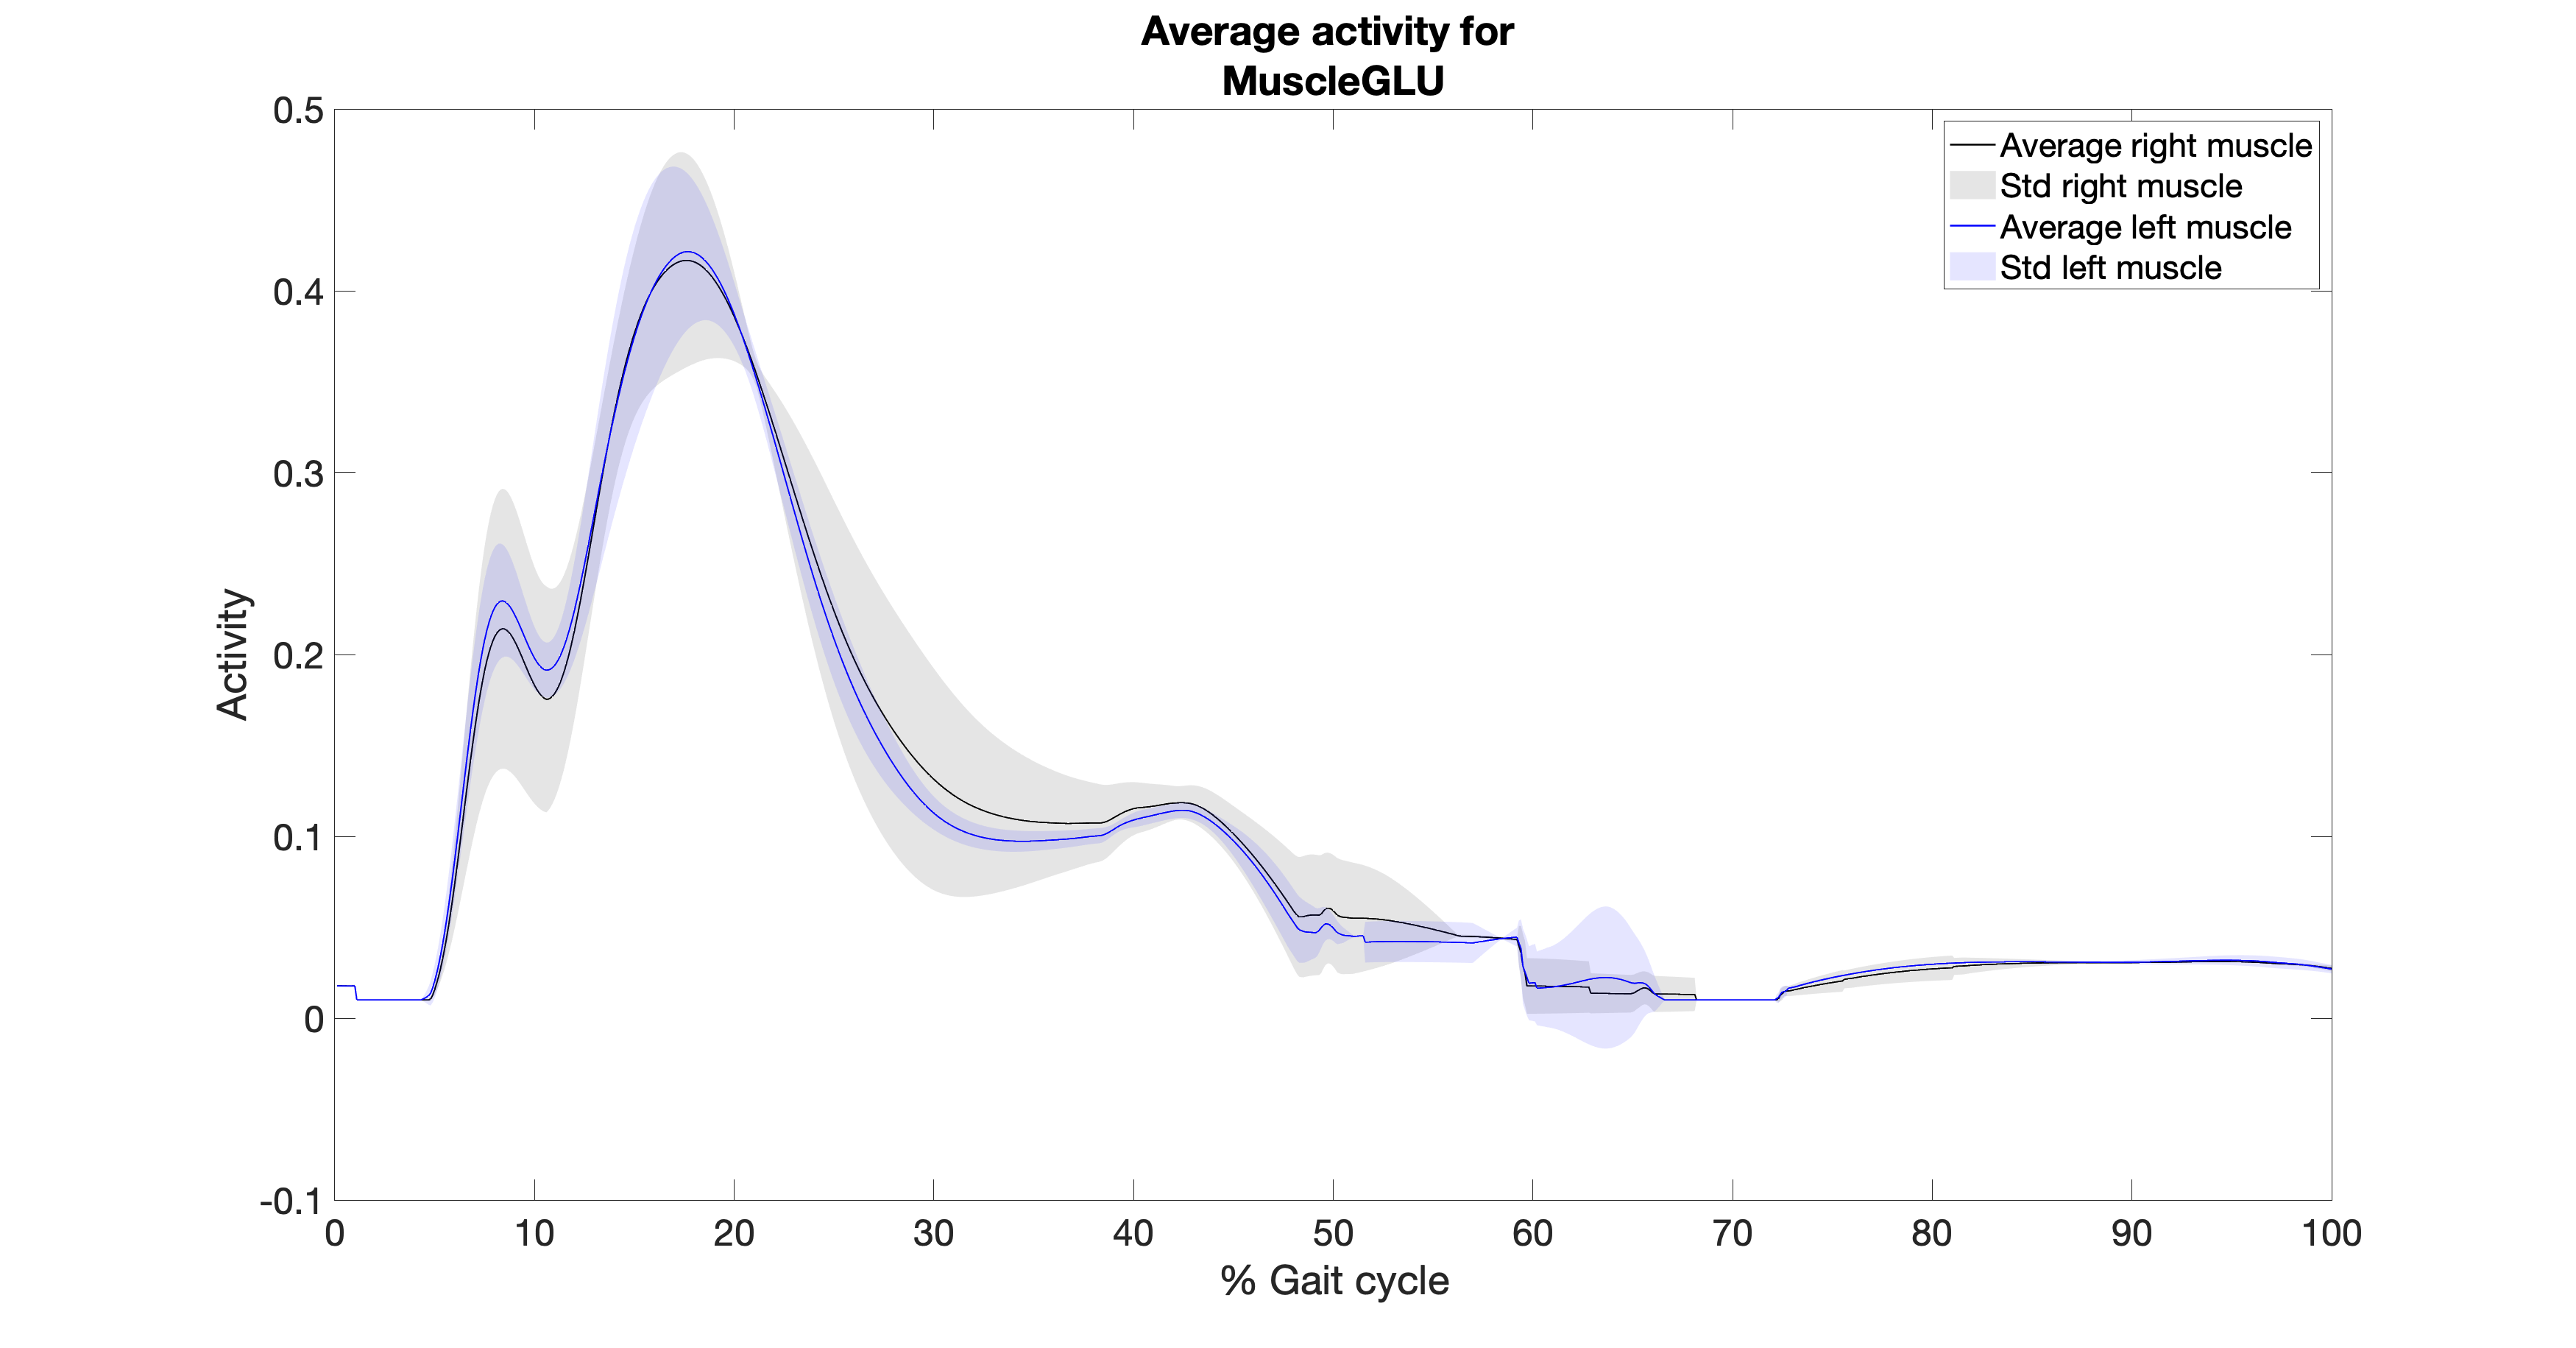 Average activity for
MuscleGLU
0.5
0.4
0.3
0.2
0.1
0
-0.1
Activity
Average right muscle
Std right muscle
Average left muscle
Std left muscle
0 10 20 30 40 50 60 70 80 90 100
% Gait cycle